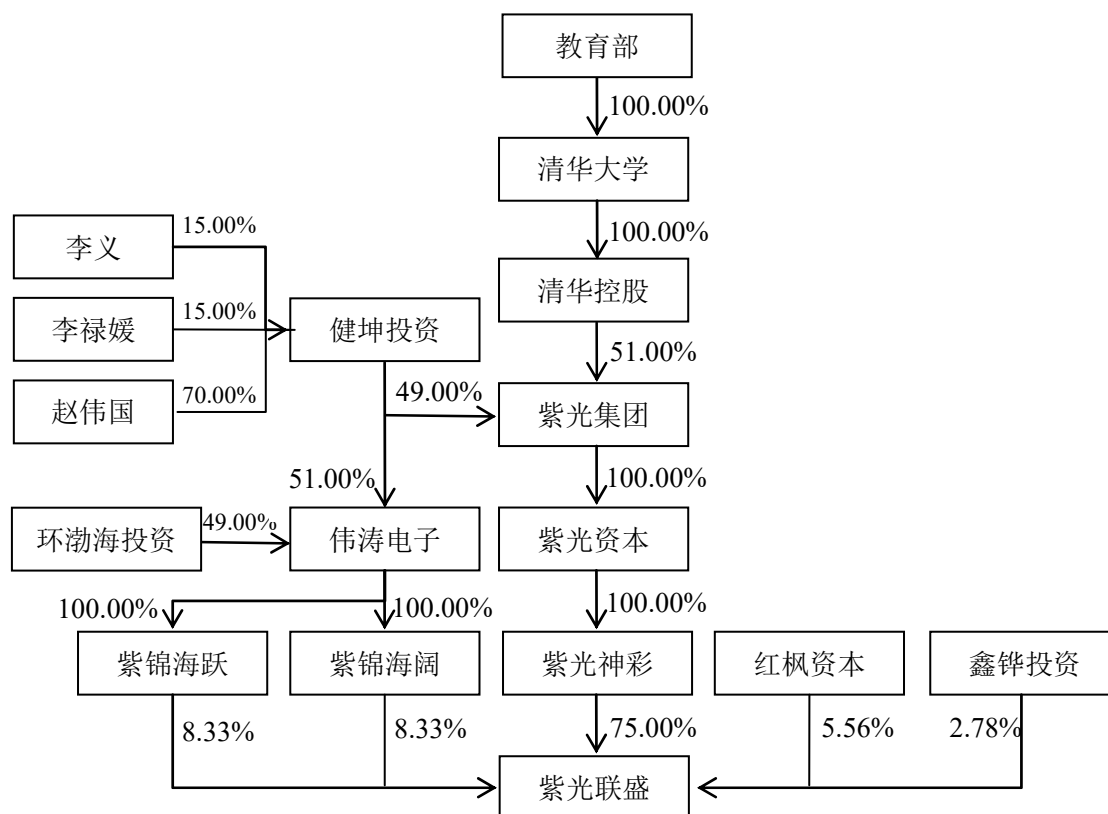 教育部
100.00%
清华大学
15.00%
100.00%
李义
清华控股
李禄媛
15.00%
健坤投资
51.00%
赵伟国
70.00%
49.00%
紫光集团
51.00%
100.00%
环渤海投资
49.00%
伟涛电子
紫光资本
100.00%
100.00%
100.00%
紫锦海跃
紫锦海阔
紫光神彩
红枫资本
鑫铧投资
8.33%
8.33%
75.00%
5.56%
2.78%
紫光联盛